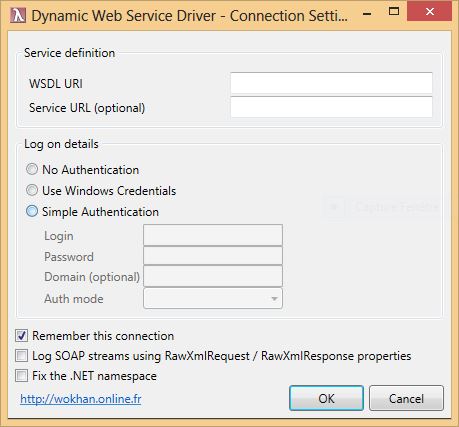 Dynamic Web Service Driver - Connection Setti...
Service definition
WSDL URI
Service URL (optional)
Log on details
No Authentication
Use Windows Credentials
Simple Authentication
Capture Fenêtre
Login
Password
Domain (optional)
Auth mode
Remember this connection
Log SOAP streams using RawXmlRequest / RawXmlResponse properties
Fix the .NET namespace
http://wokhan.online.fr
OK
Cancel